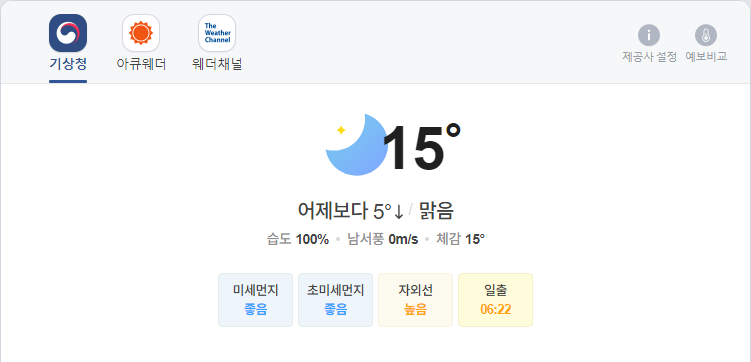 The
Weather
Channel
기상청 아큐웨더 웨더채널
제공사 설정 예보비교
15°
어제보다 5°↓ / 맑음
습도 100% • 남서풍 0m/s • 체감 15°
미세먼지 초미세먼지 자외선 일출
좋음 좋음 높음 06:22